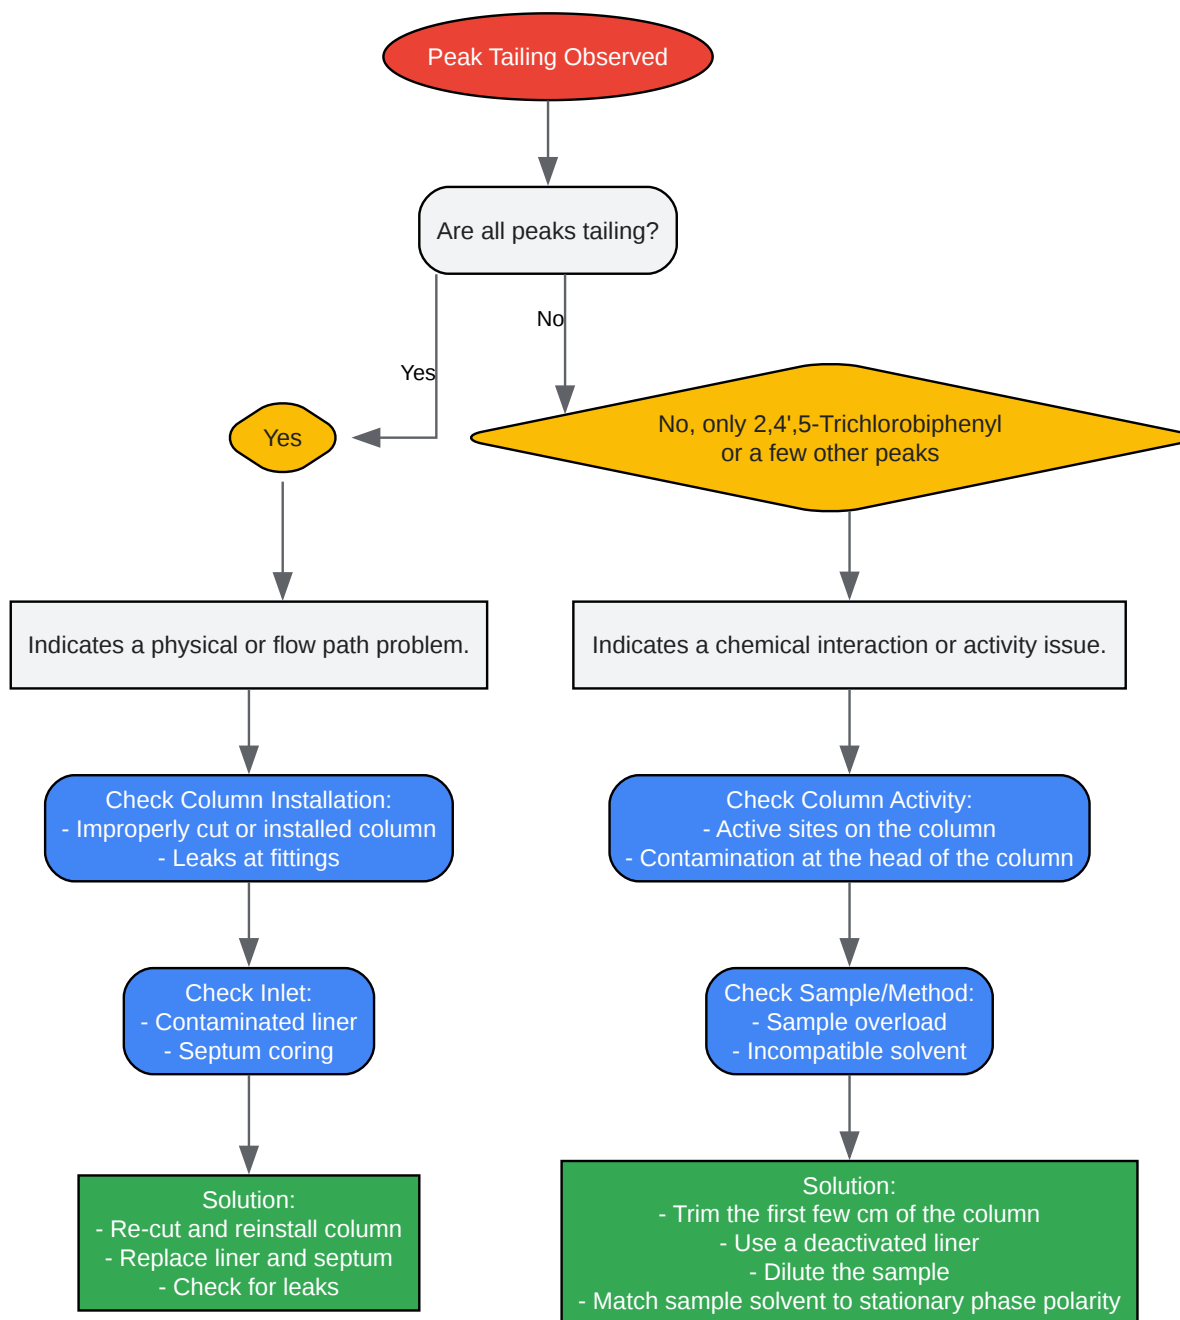 Peak Tailing Observed
Are all peaks tailing?
No
Yes
Yes
No, only 2,4',5-Trichlorobiphenyl
or a few other peaks
Indicates a physical or flow path problem.
Indicates a chemical interaction or activity issue.
Check Column Installation:
- Improperly cut or installed column
- Leaks at fittings
Check Column Activity:
- Active sites on the column
- Contamination at the head of the column
Check Inlet:
- Contaminated liner
- Septum coring
Check Sample/Method:
- Sample overload
- Incompatible solvent
Solution:
- Re-cut and reinstall column
- Replace liner and septum
- Check for leaks
Solution:
- Trim the first few cm of the column
- Use a deactivated liner
- Dilute the sample
- Match sample solvent to stationary phase polarity